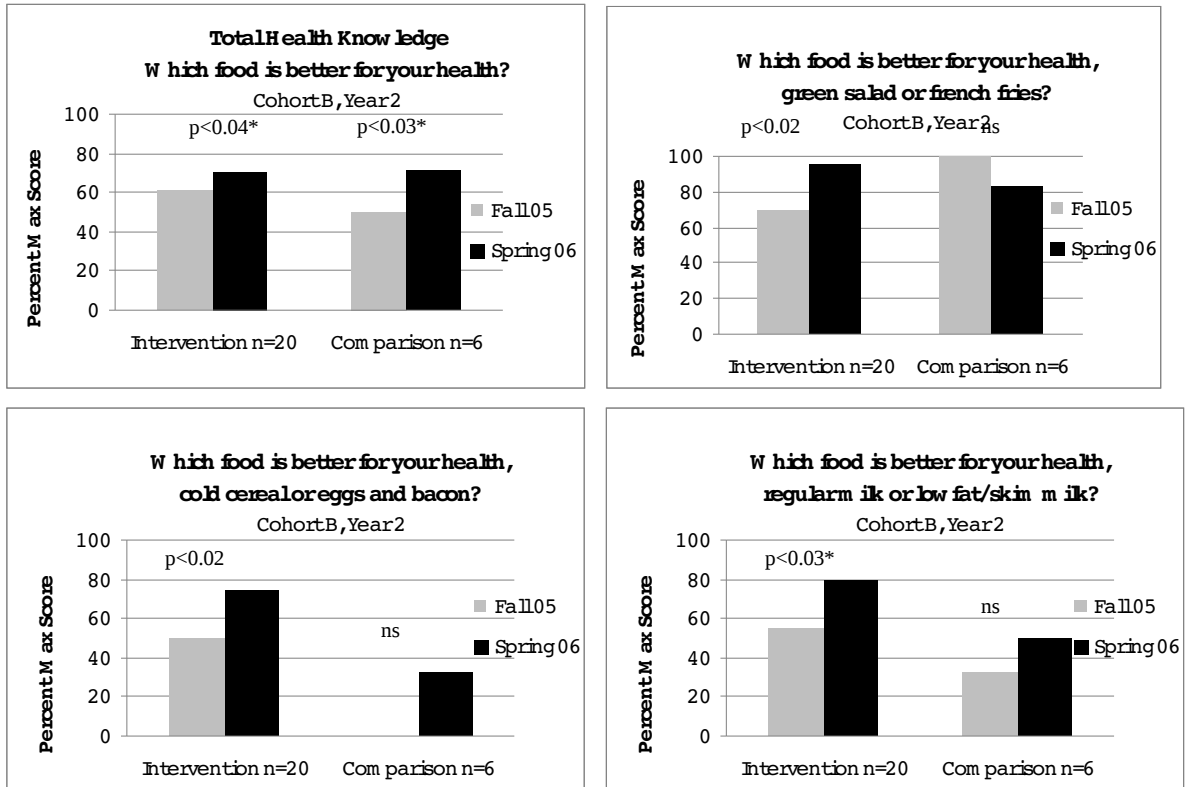 Total Health Knowledge
Which food is better for your health?
Cohort B, Year 2
p<0.04*
p<0.03*
100
80
60
40
20
0
Percent Max Score
Fall 05
Spring 06
Intervention n=20
Comparison n=6
Which food is better for your health,
green salad or french fries?
Cohort B, Year 2
p<0.02
ns
100
80
60
40
20
0
Percent Max Score
Fall 05
Spring 06
Intervention n=20
Comparison n=6
Which food is better for your health,
cold cereal or eggs and bacon?
Cohort B, Year 2
p<0.02
ns
100
80
60
40
20
0
Percent Max Score
Fall 05
Spring 06
Intervention n=20
Comparison n=6
Which food is better for your health,
regular milk or low fat/skim milk?
Cohort B, Year 2
p<0.03*
ns
100
80
60
40
20
0
Percent Max Score
Fall 05
Spring 06
Intervention n=20
Comparison n=6